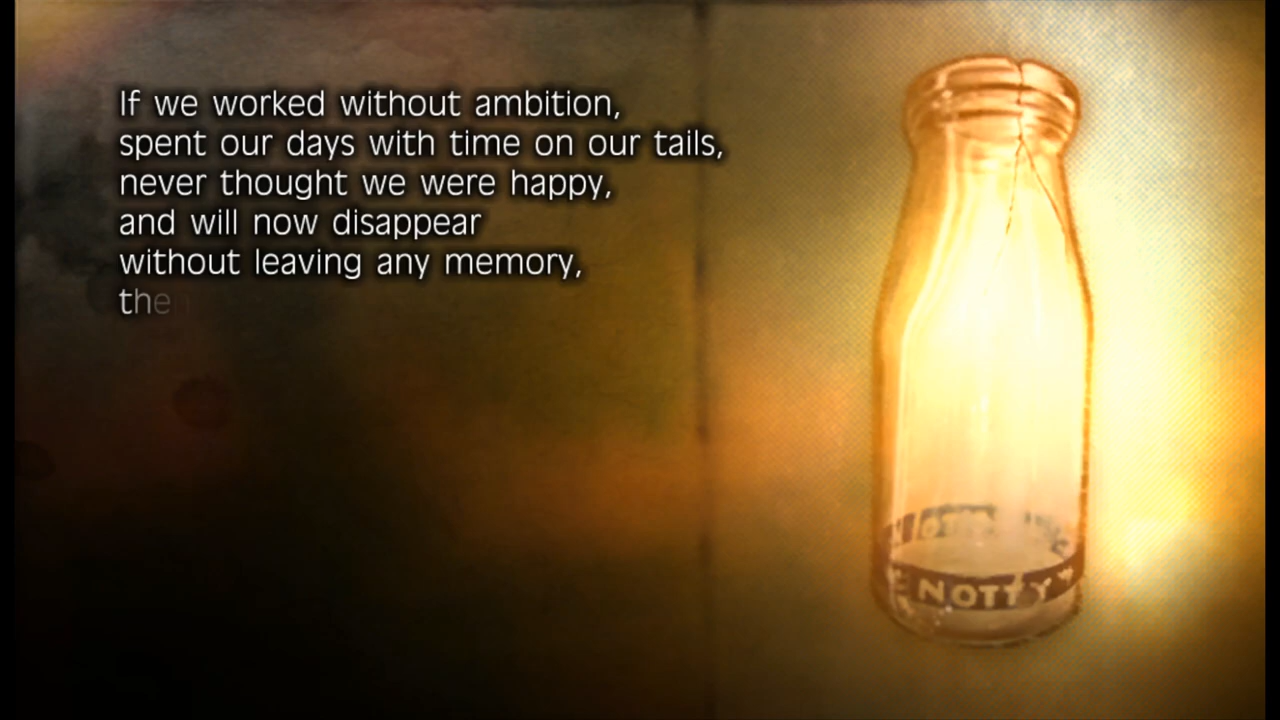 If we worked without ambition,
spent our days with time on our tails,
never thought we were happy,
and will now disappear
without leaving any memory,
the
NOTTY